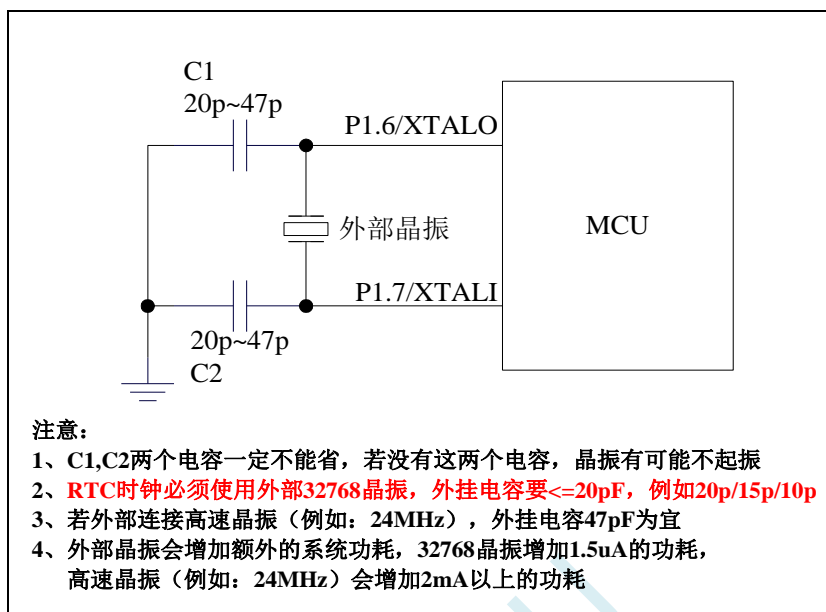 C1
20p~47p
P1.6/XTALO
外部晶振
MCU
P1.7/XTALI
20p~47p
C2
注意：
1、C1,C2两个电容一定不能省，若没有这两个电容，晶振有可能不起振
2、RTC时钟必须使用外部32768晶振，外挂电容要<=20pF，例如20p/15p/10p
3、若外部连接高速晶振（例如：24MHz），外挂电容47pF为宜
4、外部晶振会增加额外的系统功耗，32768晶振增加1.5uA的功耗，
高速晶振（例如：24MHz）会增加2mA以上的功耗